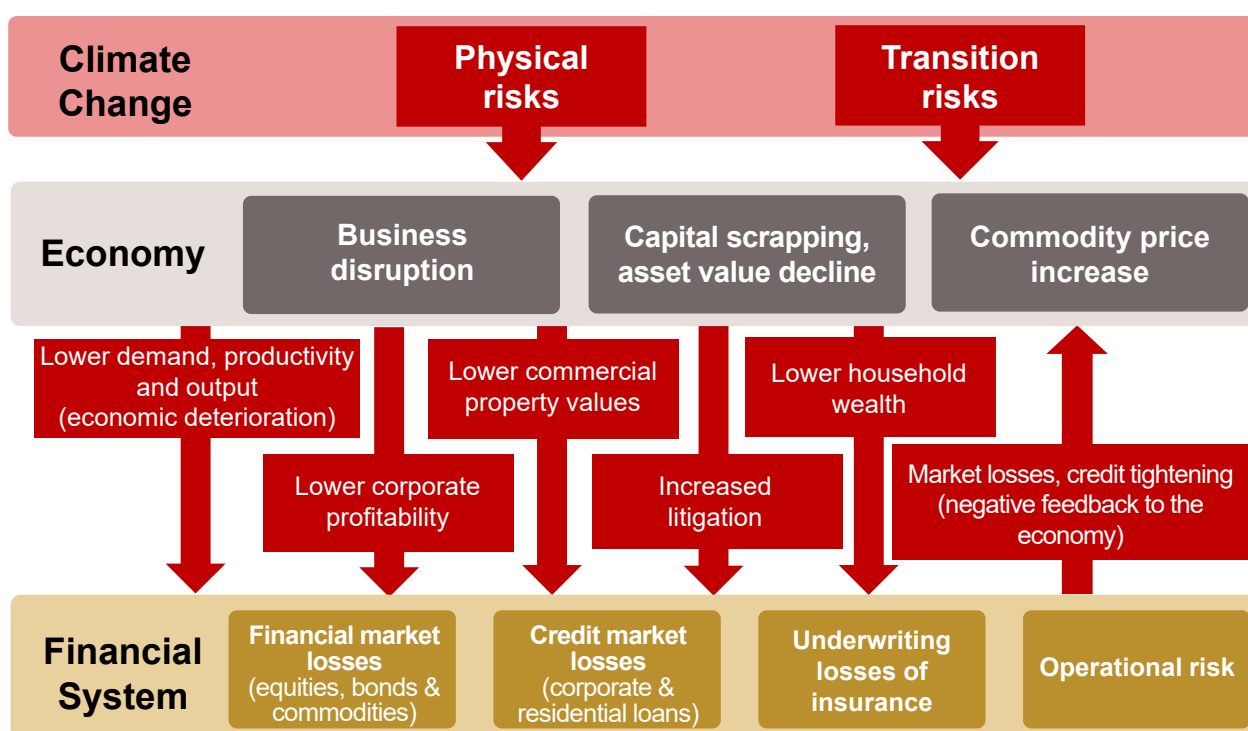 Climate
Change
Physical
risks
Transition
risks
Economy
Business
disruption
Capital scrapping,
asset value decline
Commodity price
increase
Lower demand, productivity
and output
(economic deterioration)
Lower corporate
profitability
Lower commercial
property values
Increased
litigation
Lower household
wealth
Market losses, credit tightening
(negative feedback to the
economy)
Financial
System
Financial market
losses
(equities, bonds &
commodities)
Credit market
losses
(corporate &
residential loans)
Underwriting
losses of
insurance
Operational risk